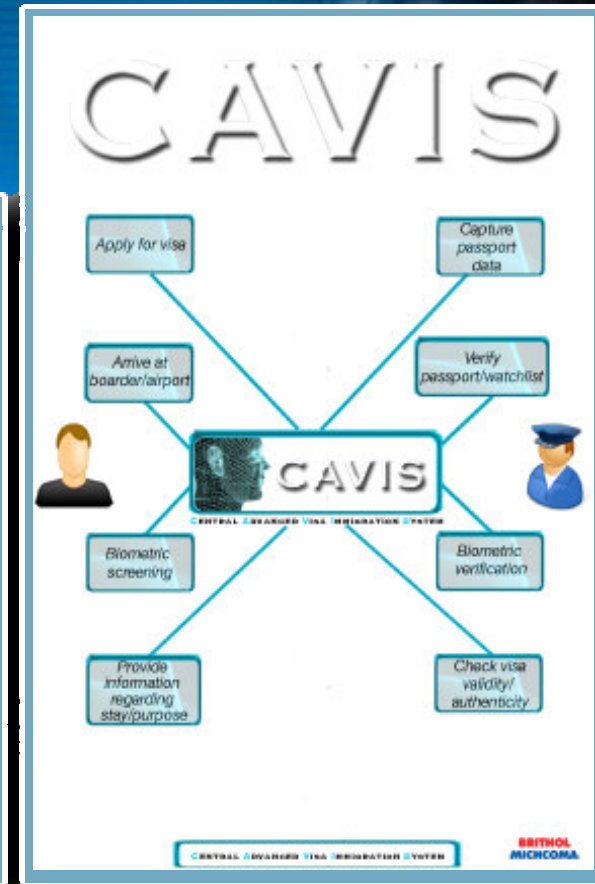 CAVIS
Apply for visa
Capture
passport
data
Arrive at
boarder/airport
Verify
passport/watchlist
CAVIS
CENTRAL ADVANCED VISA IMMIGRATION SYSTEM
Biometric
screening
Biometric
verification
Provide
information
regarding
stay/purpose
Check visa
validity/
authenticity
CENTRAL ADVANCED VISA IMMIGRATION SYSTEM
BRITHOL
MICHCOMA